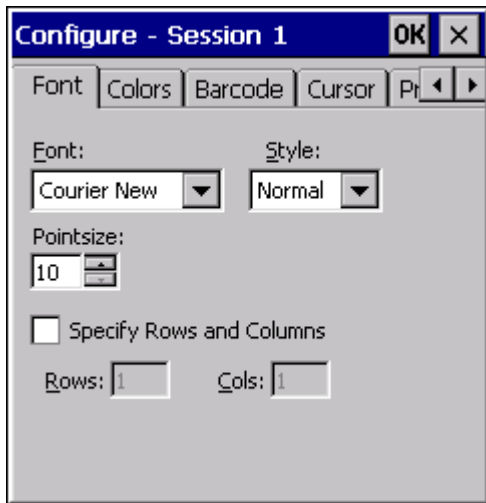 Configure - Session 1 OK
Font Colors Barcode Cursor
Font: Style:
Courier New Normal
Pointsize:
10
Specify Rows and Columns
Rows: 1 Cols: 1